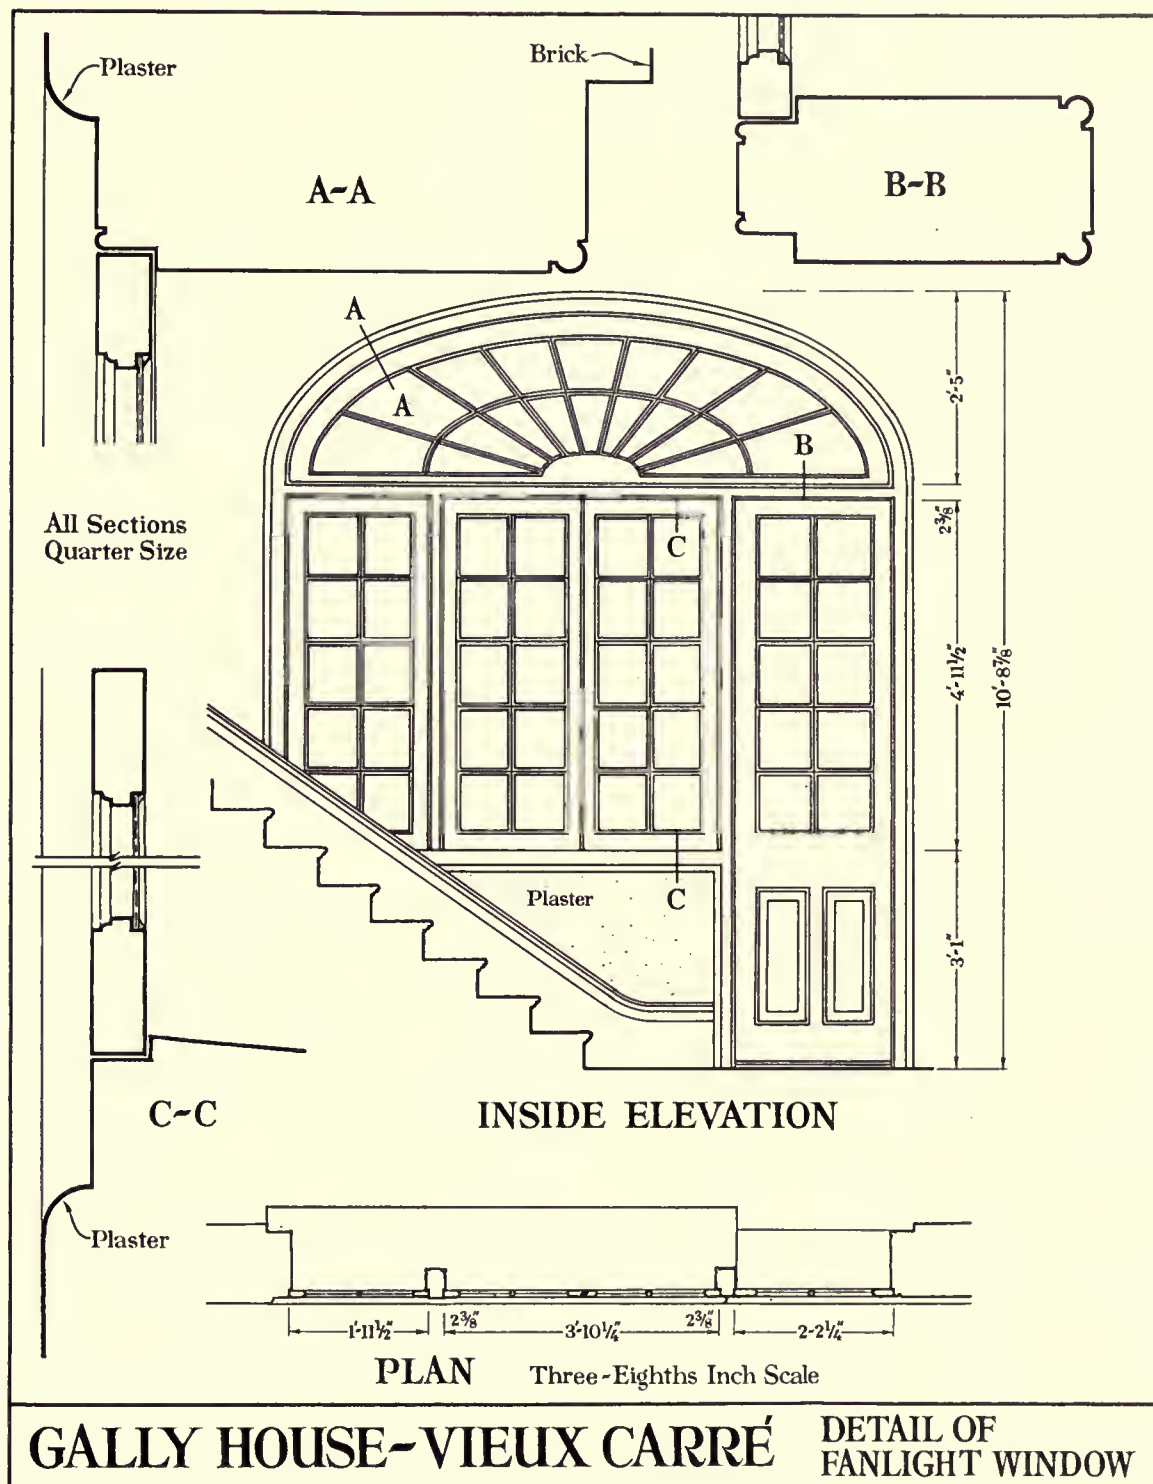 Plaster
Brick
A-A
B-B
A
A
B
2'-5"
All Sections
Quarter Size
2⅜"
C
4'-11½"
10'-8⅞"
Plaster
C
3'-1"
C-C
INSIDE ELEVATION
Plaster
1'-11½"
2⅜"
3'-10¼"
2⅜"
2-2¼"
PLAN
Three-Eighths Inch Scale
GALLY HOUSE-VIEUX CARRÉ
DETAIL OF
FANLIGHT WINDOW